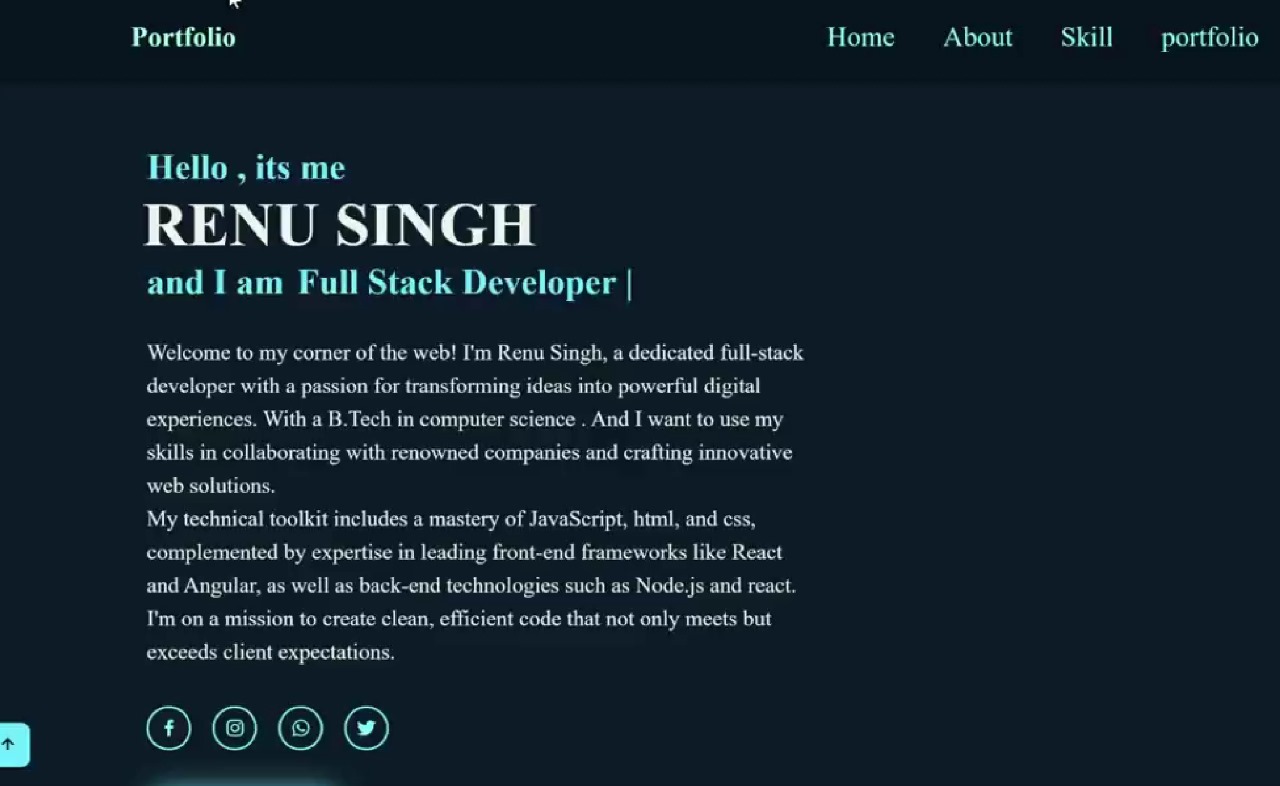 Portfolio
Home About Skill portfolio
Hello , its me
RENU SINGH
and I am Full Stack Developer |
Welcome to my corner of the web! I'm Renu Singh, a dedicated full-stack
developer with a passion for transforming ideas into powerful digital
experiences. With a B.Tech in computer science . And I want to use my
skills in collaborating with renowned companies and crafting innovative
web solutions.
My technical toolkit includes a mastery of JavaScript, html, and css,
complemented by expertise in leading front-end frameworks like React
and Angular, as well as back-end technologies such as Node.js and react.
I'm on a mission to create clean, efficient code that not only meets but
exceeds client expectations.